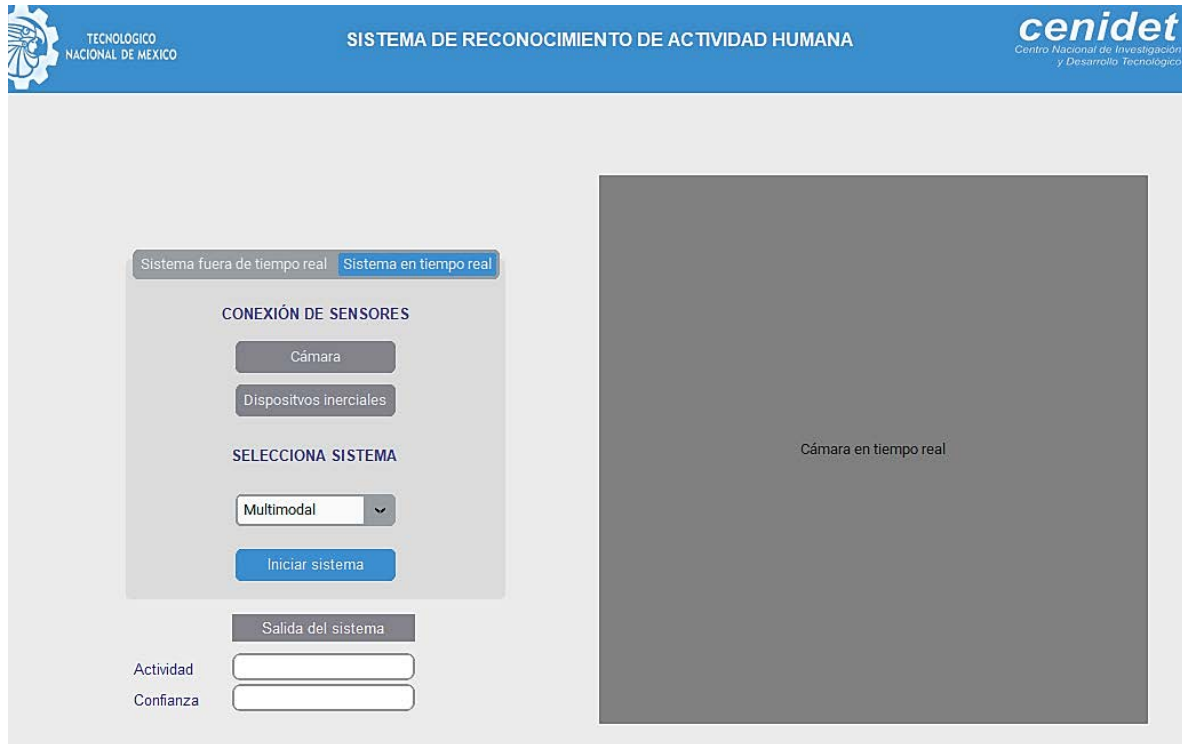 TECNOLOGICO
NACIONAL DE MEXICO
SISTEMA DE RECONOCIMIENTO DE ACTIVIDAD HUMANA
cenidet
Centro Nacional de Investigación
y Desarrollo Tecnológico
Sistema fuera de tiempo real
Sistema en tiempo real
CONEXIÓN DE SENSORES
Cámara
Dispositvos inerciales
SELECCIONA SISTEMA
Multimodal
Iniciar sistema
Salida del sistema
Actividad
Confianza
Cámara en tiempo real